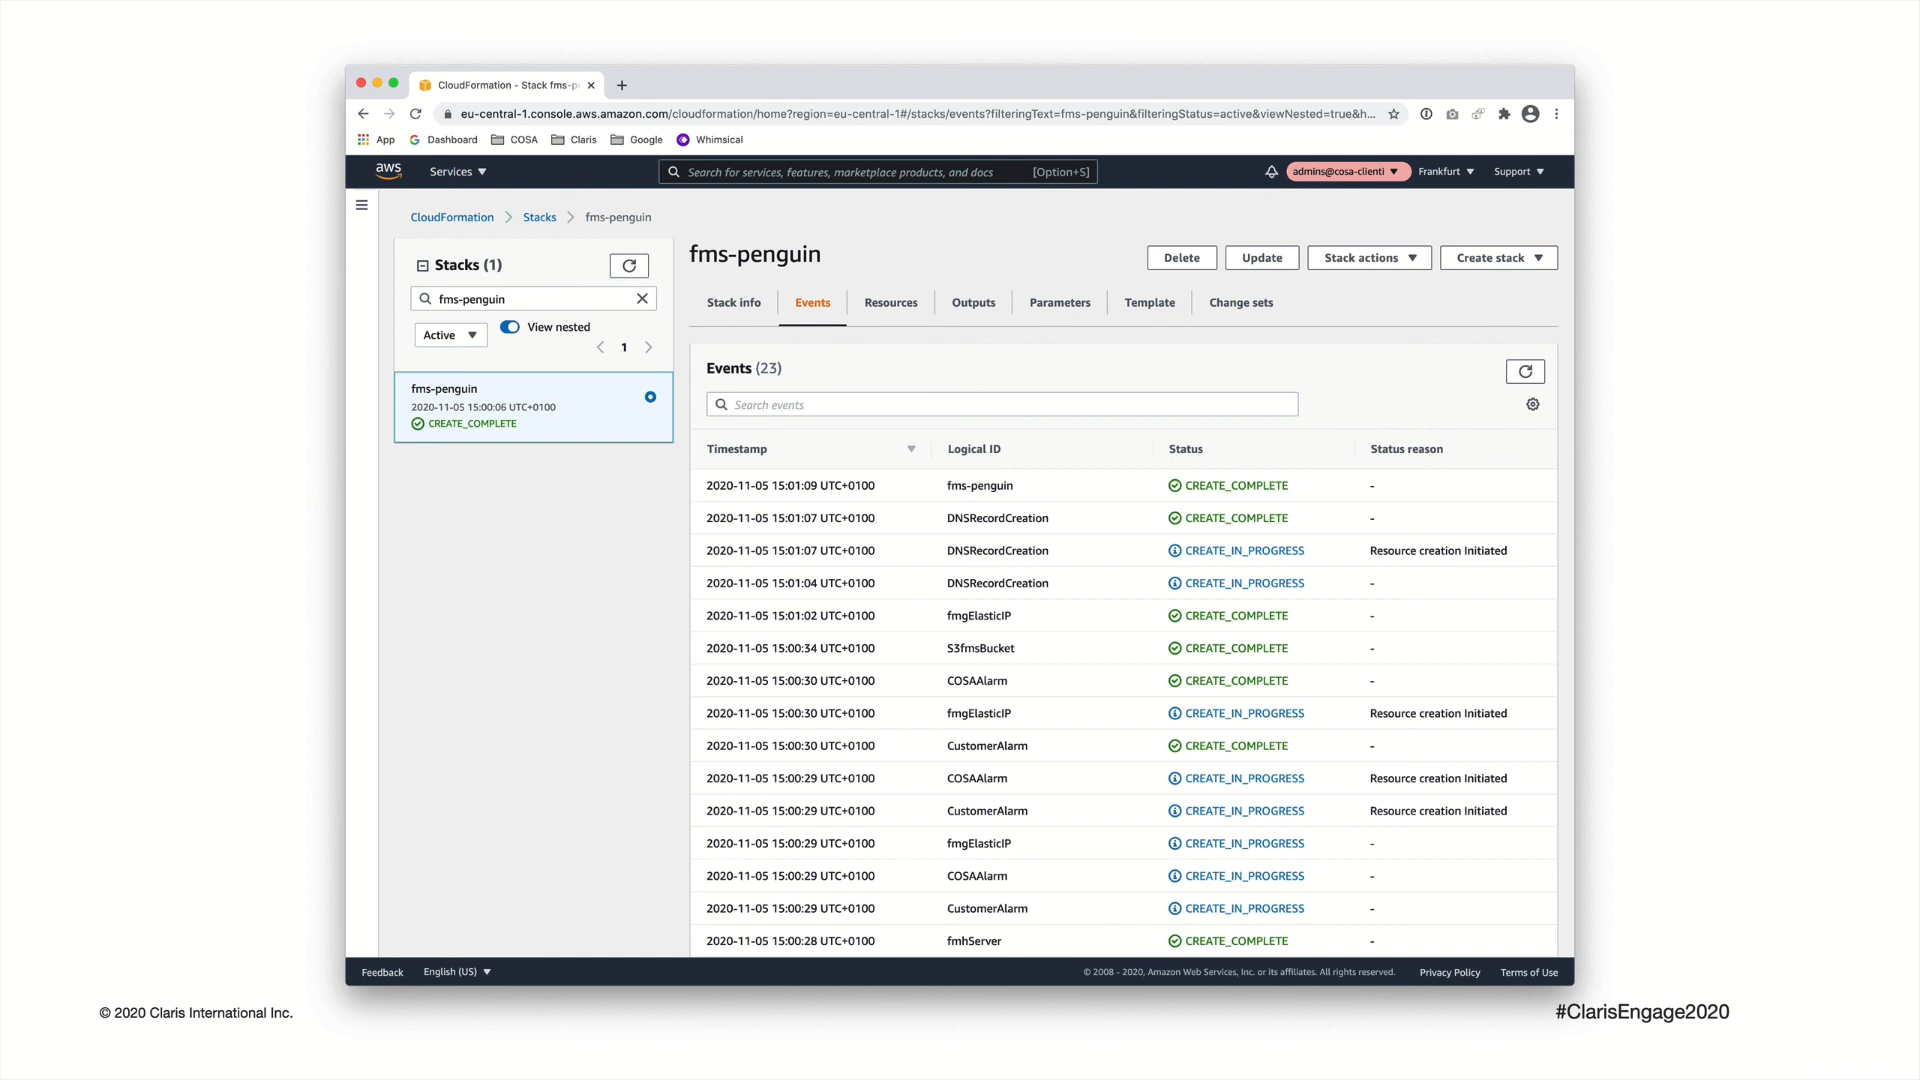 CloudFormation - Stack fms-p
eu-central-1.console.aws.amazon.com/cloudformation/home?region=eu-central-1#/stacks/events?filteringText=fms-penguin&filteringStatus=active&viewNested=true&h...
App Dashboard COSA Claris Google Whimsical
aws Services Search for services, features, marketplace products, and docs [Option+S] admins@cosa-clienti Frankfurt Support
CloudFormation Stacks fms-penguin
Stacks (1)
fms-penguin
Active View nested
1
fms-penguin
2020-11-05 15:00:06 UTC+0100
CREATE_COMPLETE
fms-penguin
Delete Update Stack actions Create stack
Stack info Events Resources Outputs Parameters Template Change sets
Events (23)
Search events
Timestamp Logical ID Status Status reason
2020-11-05 15:01:09 UTC+0100 fms-penguin CREATE_COMPLETE -
2020-11-05 15:01:07 UTC+0100 DNSRecordCreation CREATE_COMPLETE -
2020-11-05 15:01:07 UTC+0100 DNSRecordCreation CREATE_IN_PROGRESS Resource creation Initiated
2020-11-05 15:01:04 UTC+0100 DNSRecordCreation CREATE_IN_PROGRESS -
2020-11-05 15:01:02 UTC+0100 fmgElasticIP CREATE_COMPLETE -
2020-11-05 15:00:34 UTC+0100 S3fmsBucket CREATE_COMPLETE -
2020-11-05 15:00:30 UTC+0100 COSAAlarm CREATE_COMPLETE -
2020-11-05 15:00:30 UTC+0100 fmgElasticIP CREATE_IN_PROGRESS Resource creation Initiated
2020-11-05 15:00:30 UTC+0100 CustomerAlarm CREATE_COMPLETE -
2020-11-05 15:00:29 UTC+0100 COSAAlarm CREATE_IN_PROGRESS Resource creation Initiated
2020-11-05 15:00:29 UTC+0100 CustomerAlarm CREATE_IN_PROGRESS Resource creation Initiated
2020-11-05 15:00:29 UTC+0100 fmgElasticIP CREATE_IN_PROGRESS -
2020-11-05 15:00:29 UTC+0100 COSAAlarm CREATE_IN_PROGRESS -
2020-11-05 15:00:29 UTC+0100 CustomerAlarm CREATE_IN_PROGRESS -
2020-11-05 15:00:28 UTC+0100 fmhServer CREATE_COMPLETE -
Feedback English (US) © 2008 - 2020, Amazon Web Services, Inc. or its affiliates. All rights reserved. Privacy Policy Terms of Use
© 2020 Claris International Inc. #ClarisEngage2020